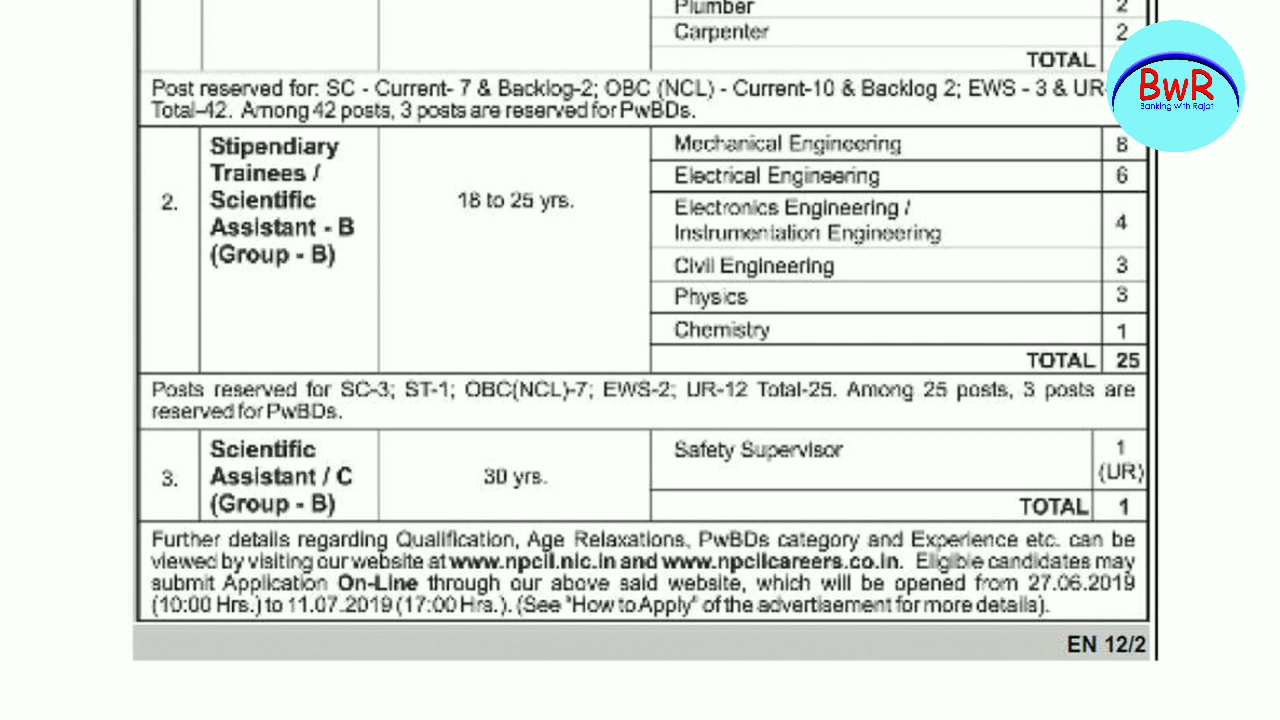 Plumber 2
Carpenter 2
TOTAL
Post reserved for: SC - Current- 7 & Backlog-2; OBC (NCL) - Current-10 & Backlog 2; EWS - 3 & UR-
Total-42. Among 42 posts, 3 posts are reserved for PwBDs.
2. Stipendiary Trainees / Scientific Assistant - B (Group - B) 18 to 25 yrs.
Mechanical Engineering 8
Electrical Engineering 6
Electronics Engineering /
Instrumentation Engineering 4
Civil Engineering 3
Physics 3
Chemistry 1
TOTAL 25
Posts reserved for SC-3; ST-1; OBC(NCL)-7; EWS-2; UR-12 Total-25. Among 25 posts, 3 posts are
reserved for PwBDs.
3. Scientific Assistant / C (Group - B) 30 yrs.
Safety Supervisor 1 (UR)
TOTAL 1
Further details regarding Qualification, Age Relaxations, PwBDs category and Experience etc. can be
viewed by visiting our website at www.npcil.nic.in and www.npcilcareers.co.in. Eligible candidates may
submit Application On-Line through our above said website, which will be opened from 27.06.2019
(10:00 Hrs.) to 11.07.2019 (17:00 Hrs.). (See "How to Apply" of the advertisement for more details).
EN 12/2
BwR
Banking With Rajat